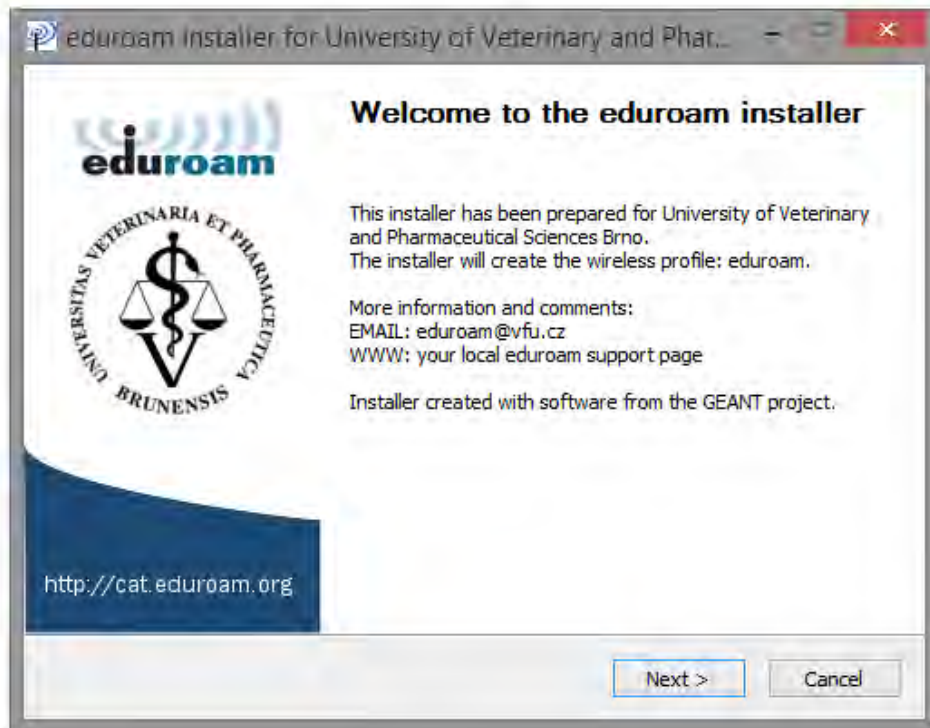 eduroam installer for University of Veterinary and Phar...
eduroam
UNIVERSITAS VETERINARIA ET PHARMACEUTICA
BRUNENSIS
V
http://cat.eduroam.org
Welcome to the eduroam installer
This installer has been prepared for University of Veterinary
and Pharmaceutical Sciences Brno.
The installer will create the wireless profile: eduroam.
More information and comments:
EMAIL: eduroam@vfu.cz
WWW: your local eduroam support page
Installer created with software from the GEANT project.
Next >
Cancel